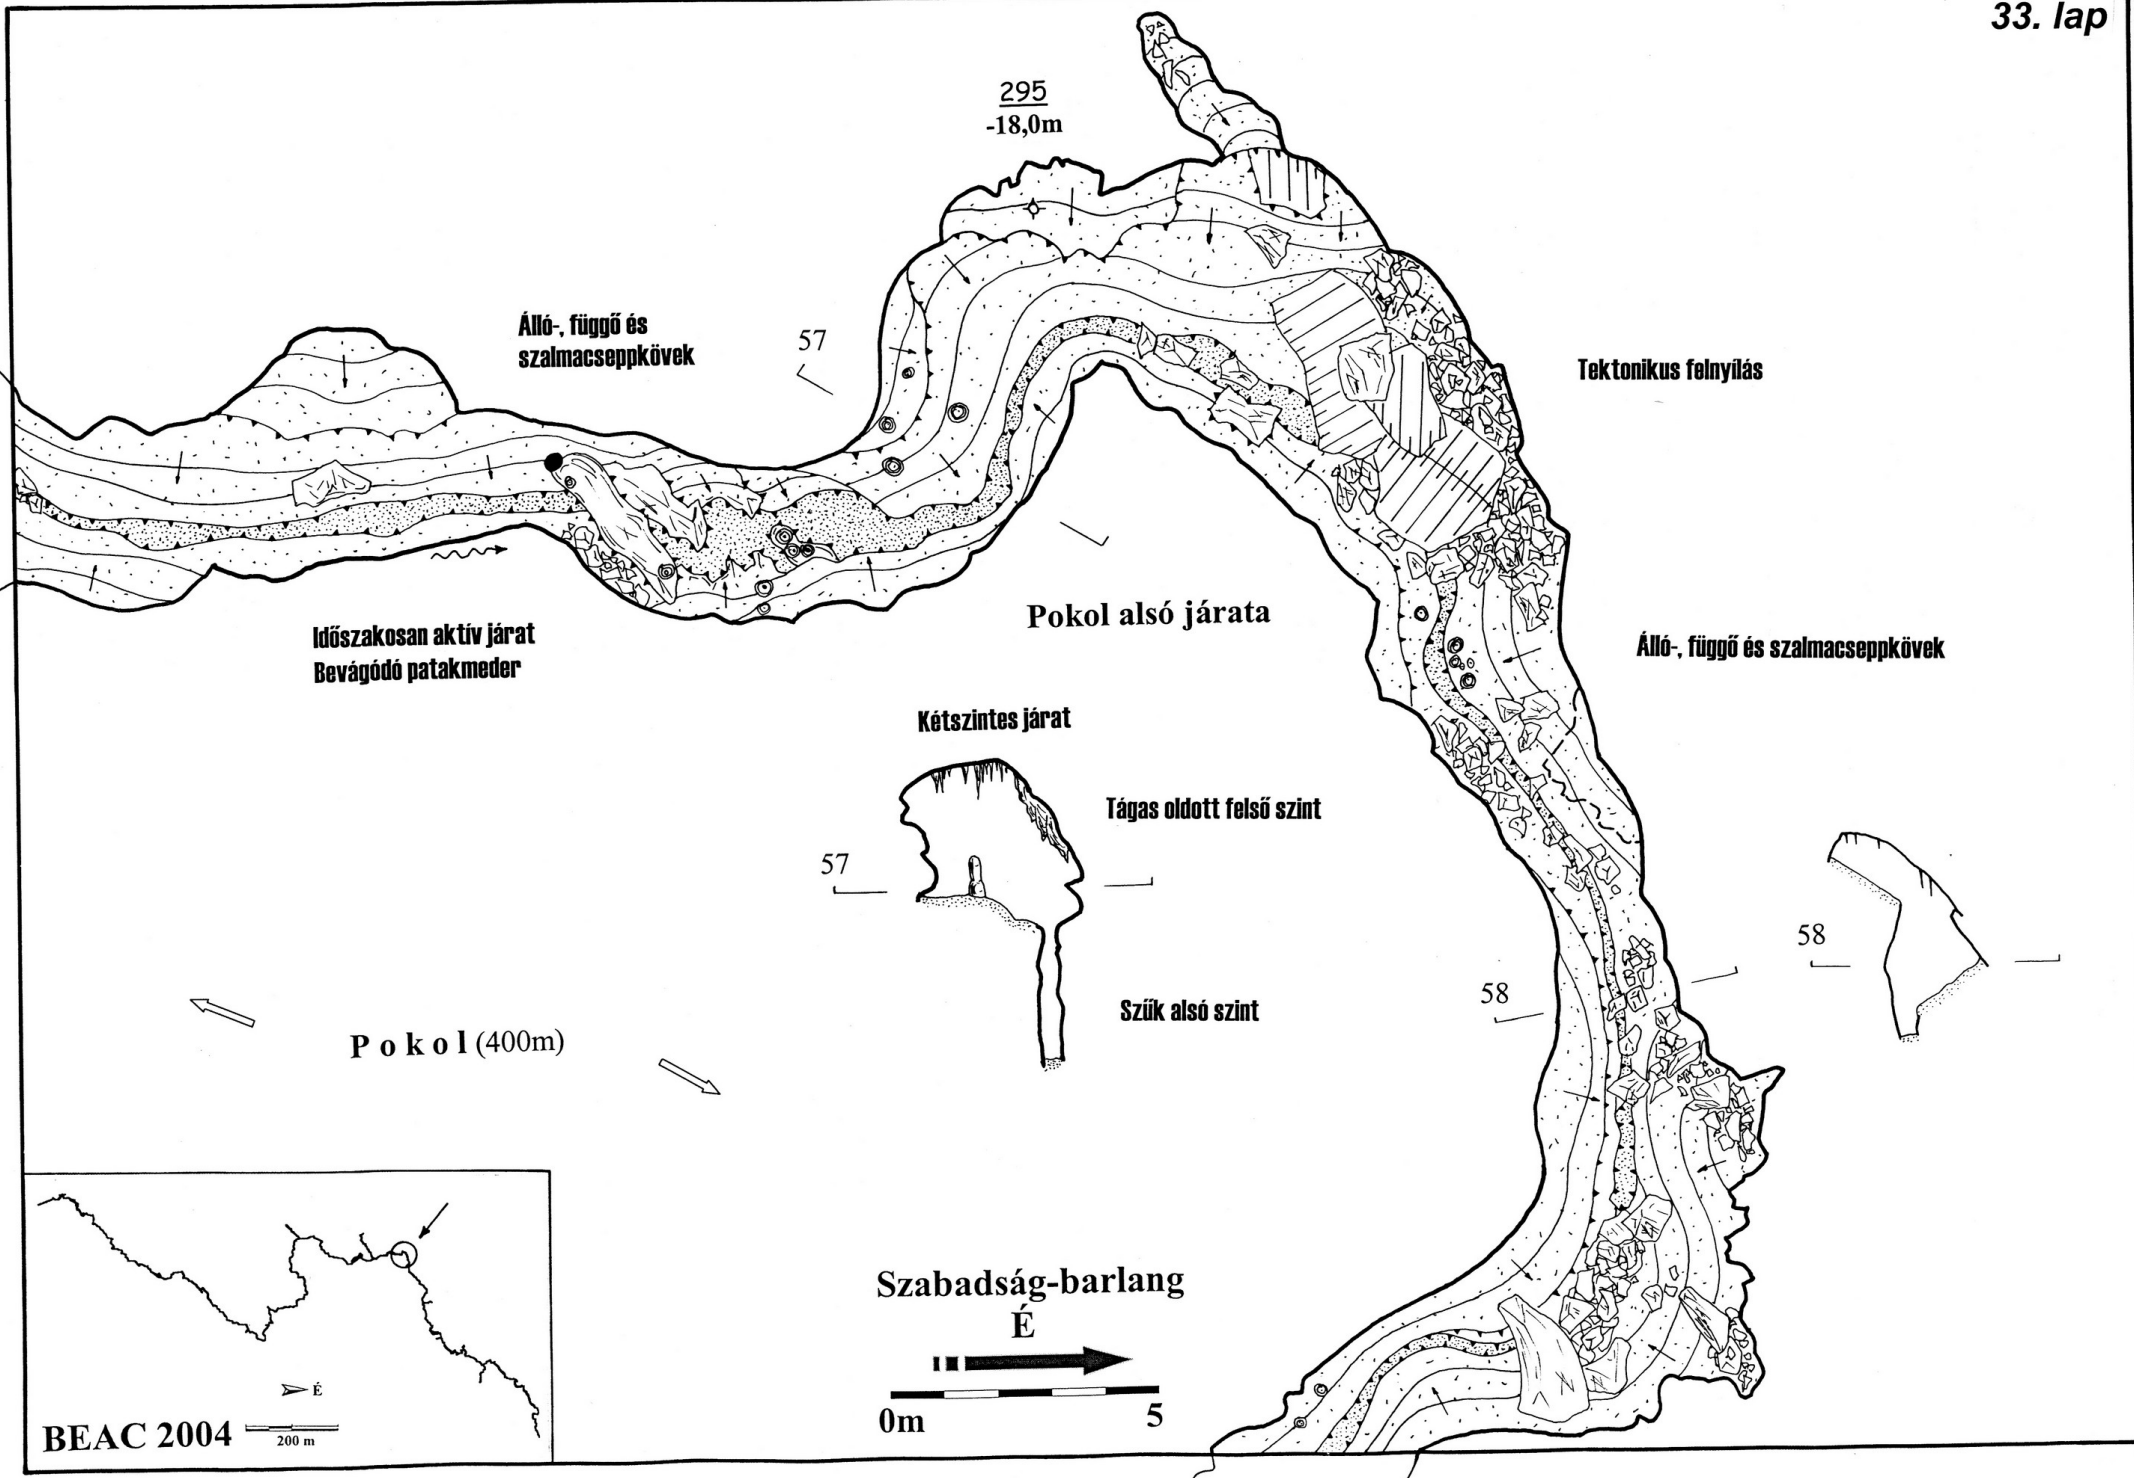 33. lap
295
-18,0m
Álló-, függő és
szalmacseppkövek
57
Tektonikus felnyílás
Időszakosan aktív járat
Bevágódó patakmeder
Pokol alsó járata
Álló-, függő és szalmacseppkövek
Kétszintes járat
Tágas oldott felső szint
57
58
58
Szűk alsó szint
Pokol (400m)
Szabadság-barlang
É
0m 5
É
BEAC 2004
200 m